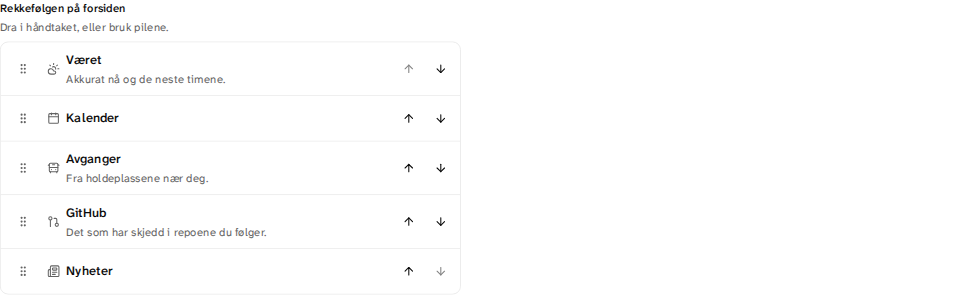 Rekkefølgen på forsiden
Dra i håndtaket, eller bruk pilene.
Været
Akkurat nå og de neste timene.
Kalender
Avganger
Fra holdeplassene nær deg.
GitHub
Det som har skjedd i repoene du følger.
Nyheter